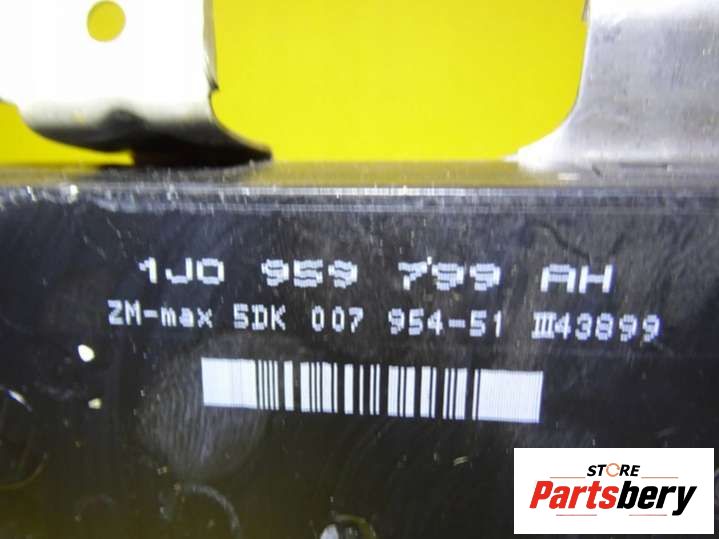 1J0 959 799 AH
ZM-max 5DK 007 954-51 III43899
STORE
Partsbery